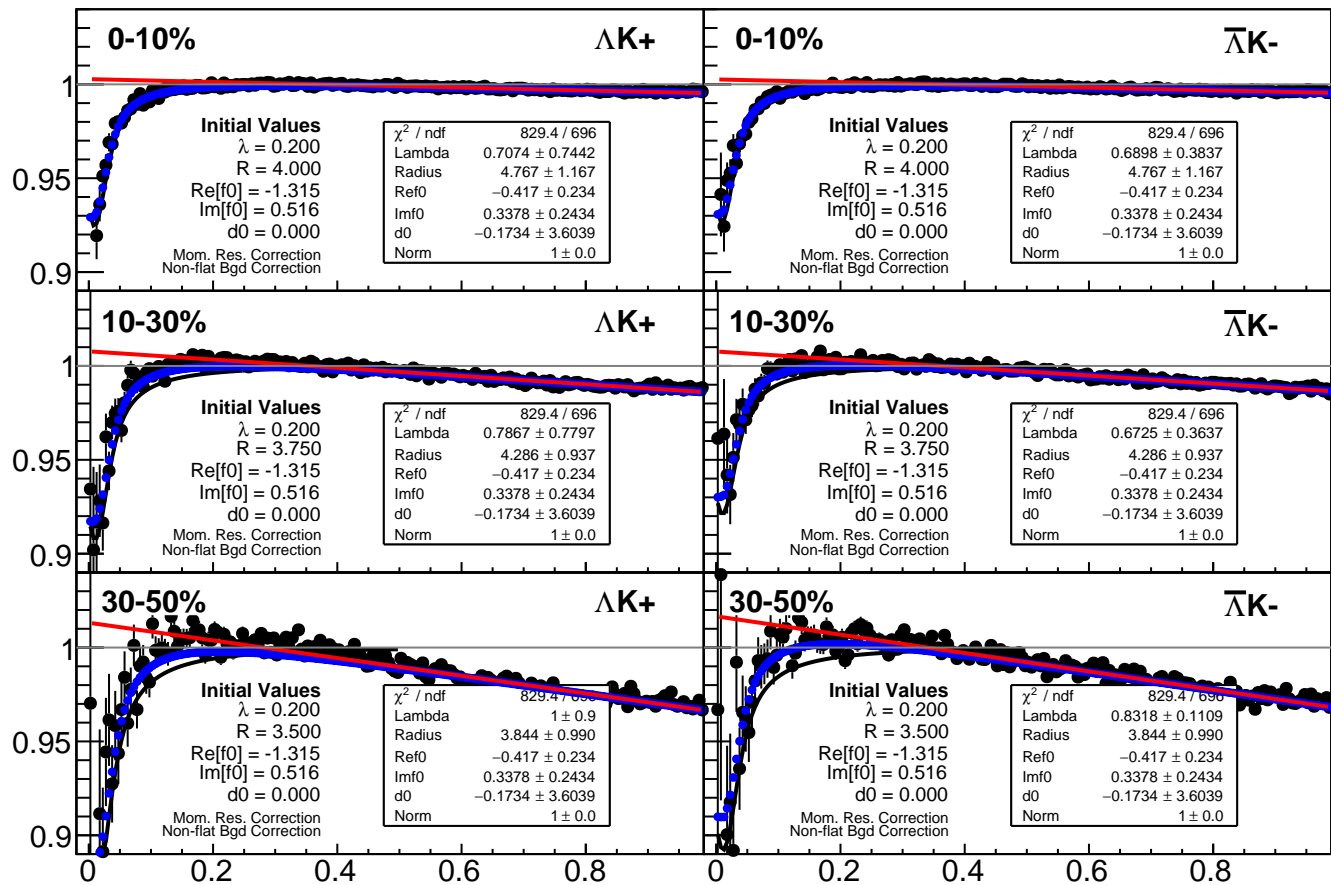 0-10% ΛK+
1
0.95
0.9
Initial Values
λ = 0.200
R = 4.000
Re[f0] = -1.315
Im[f0] = 0.516
d0 = 0.000
Mom. Res. Correction
Non-flat Bgd Correction
χ² / ndf 829.4 / 696
Lambda 0.7074 ± 0.7442
Radius 4.767 ± 1.167
Ref0 −0.417 ± 0.234
Imf0 0.3378 ± 0.2434
d0 −0.1734 ± 3.6039
Norm 1 ± 0.0
0-10% Λ̅K-
Initial Values
λ = 0.200
R = 4.000
Re[f0] = -1.315
Im[f0] = 0.516
d0 = 0.000
Mom. Res. Correction
Non-flat Bgd Correction
χ² / ndf 829.4 / 696
Lambda 0.6898 ± 0.3837
Radius 4.767 ± 1.167
Ref0 −0.417 ± 0.234
Imf0 0.3378 ± 0.2434
d0 −0.1734 ± 3.6039
Norm 1 ± 0.0
10-30% ΛK+
1
0.95
0.9
Initial Values
λ = 0.200
R = 3.750
Re[f0] = -1.315
Im[f0] = 0.516
d0 = 0.000
Mom. Res. Correction
Non-flat Bgd Correction
χ² / ndf 829.4 / 696
Lambda 0.7867 ± 0.7797
Radius 4.286 ± 0.937
Ref0 −0.417 ± 0.234
Imf0 0.3378 ± 0.2434
d0 −0.1734 ± 3.6039
Norm 1 ± 0.0
10-30% Λ̅K-
Initial Values
λ = 0.200
R = 3.750
Re[f0] = -1.315
Im[f0] = 0.516
d0 = 0.000
Mom. Res. Correction
Non-flat Bgd Correction
χ² / ndf 829.4 / 696
Lambda 0.6725 ± 0.3637
Radius 4.286 ± 0.937
Ref0 −0.417 ± 0.234
Imf0 0.3378 ± 0.2434
d0 −0.1734 ± 3.6039
Norm 1 ± 0.0
30-50% ΛK+
1
0.95
0.9
Initial Values
λ = 0.200
R = 3.500
Re[f0] = -1.315
Im[f0] = 0.516
d0 = 0.000
Mom. Res. Correction
Non-flat Bgd Correction
χ² / ndf 829.4 / 696
Lambda 1 ± 0.9
Radius 3.844 ± 0.990
Ref0 −0.417 ± 0.234
Imf0 0.3378 ± 0.2434
d0 −0.1734 ± 3.6039
Norm 1 ± 0.0
30-50% Λ̅K-
Initial Values
λ = 0.200
R = 3.500
Re[f0] = -1.315
Im[f0] = 0.516
d0 = 0.000
Mom. Res. Correction
Non-flat Bgd Correction
χ² / ndf 829.4 / 696
Lambda 0.8318 ± 0.1109
Radius 3.844 ± 0.990
Ref0 −0.417 ± 0.234
Imf0 0.3378 ± 0.2434
d0 −0.1734 ± 3.6039
Norm 1 ± 0.0
0 0.2 0.4 0.6 0.8 0 0.2 0.4 0.6 0.8